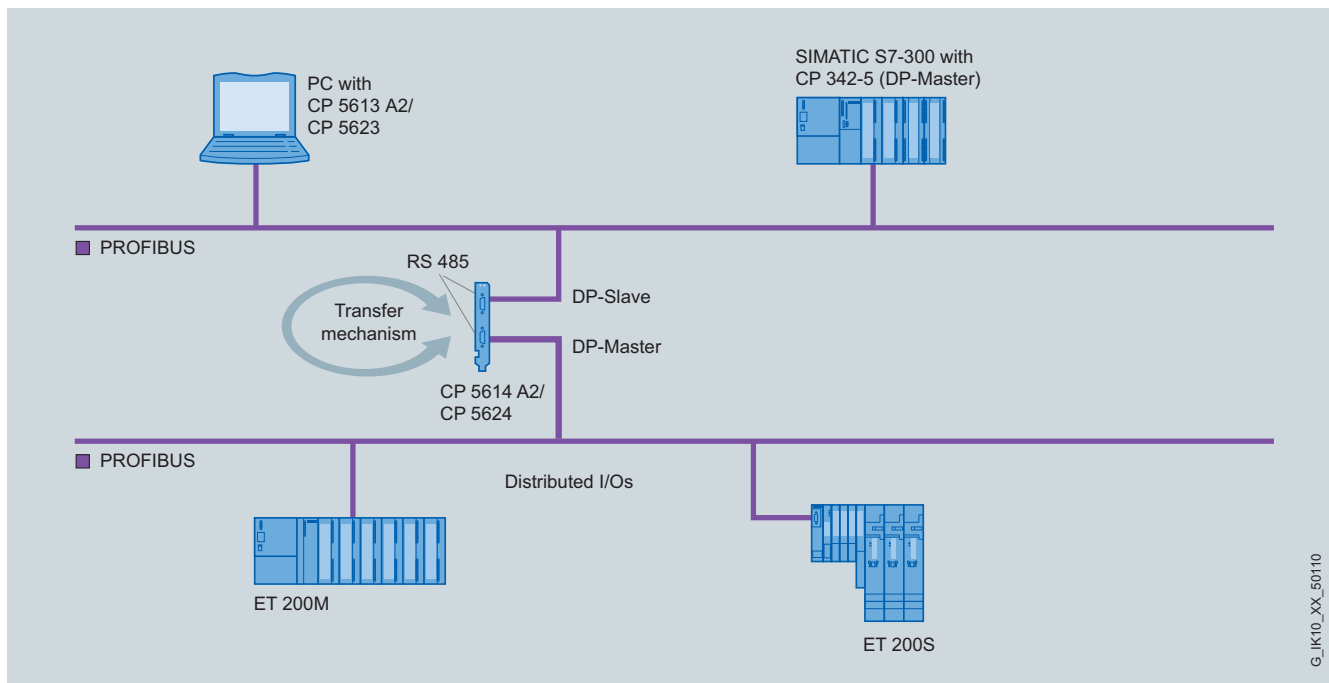 PC with
CP 5613 A2/
CP 5623
SIMATIC S7-300 with
CP 342-5 (DP-Master)
PROFIBUS
RS 485
Transfer
mechanism
DP-Slave
DP-Master
CP 5614 A2/
CP 5624
PROFIBUS
Distributed I/Os
ET 200M
ET 200S
G_IK10_XX_50110